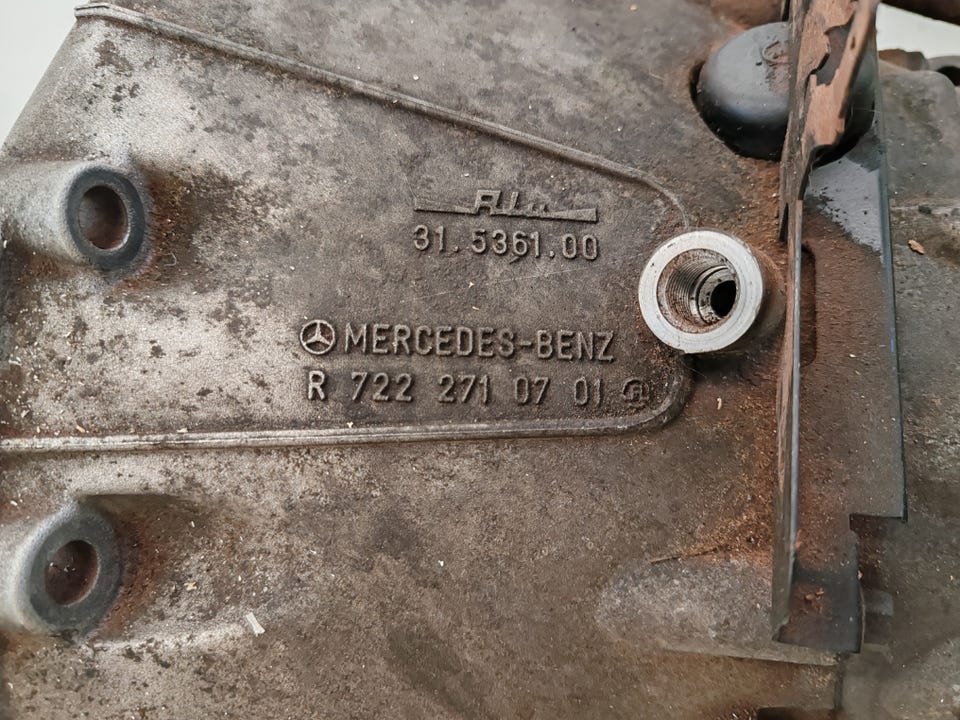 31.5361.00
MERCEDES-BENZ
R 722 271 07 01